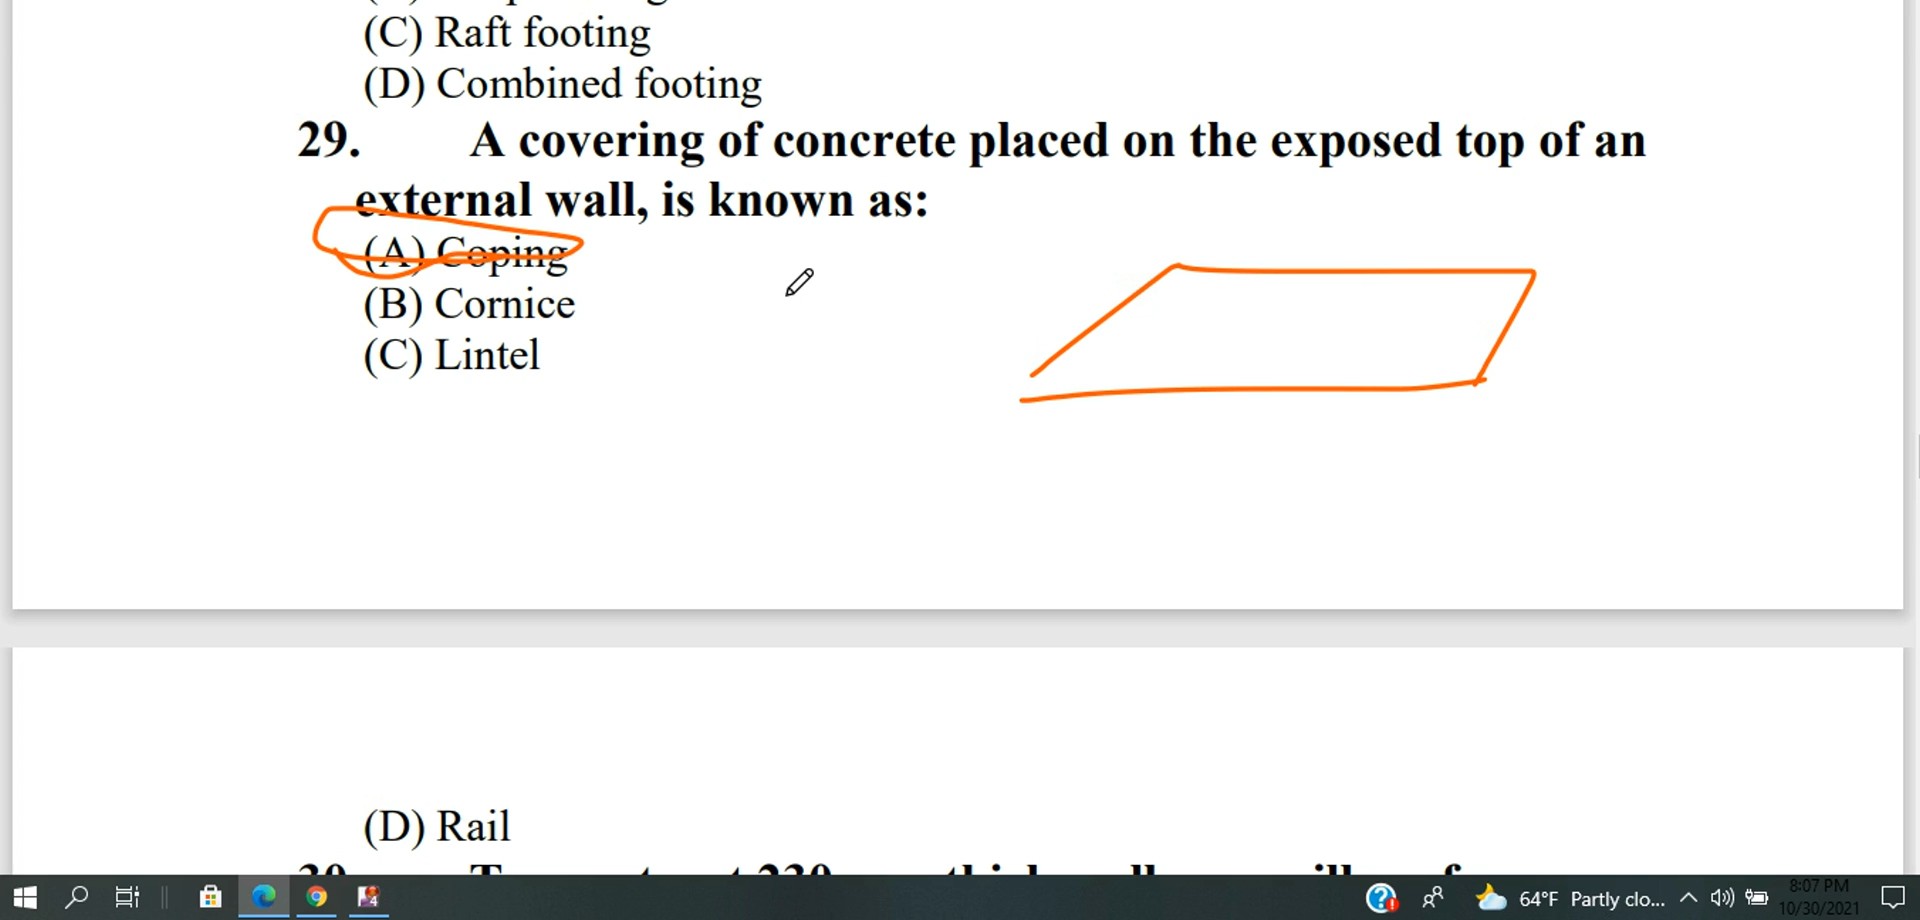 (C) Raft footing
(D) Combined footing
29. A covering of concrete placed on the exposed top of an
external wall, is known as:
(A) Coping
(B) Cornice
(C) Lintel
(D) Rail
64°F Partly clo...
8:07 PM
10/30/2021